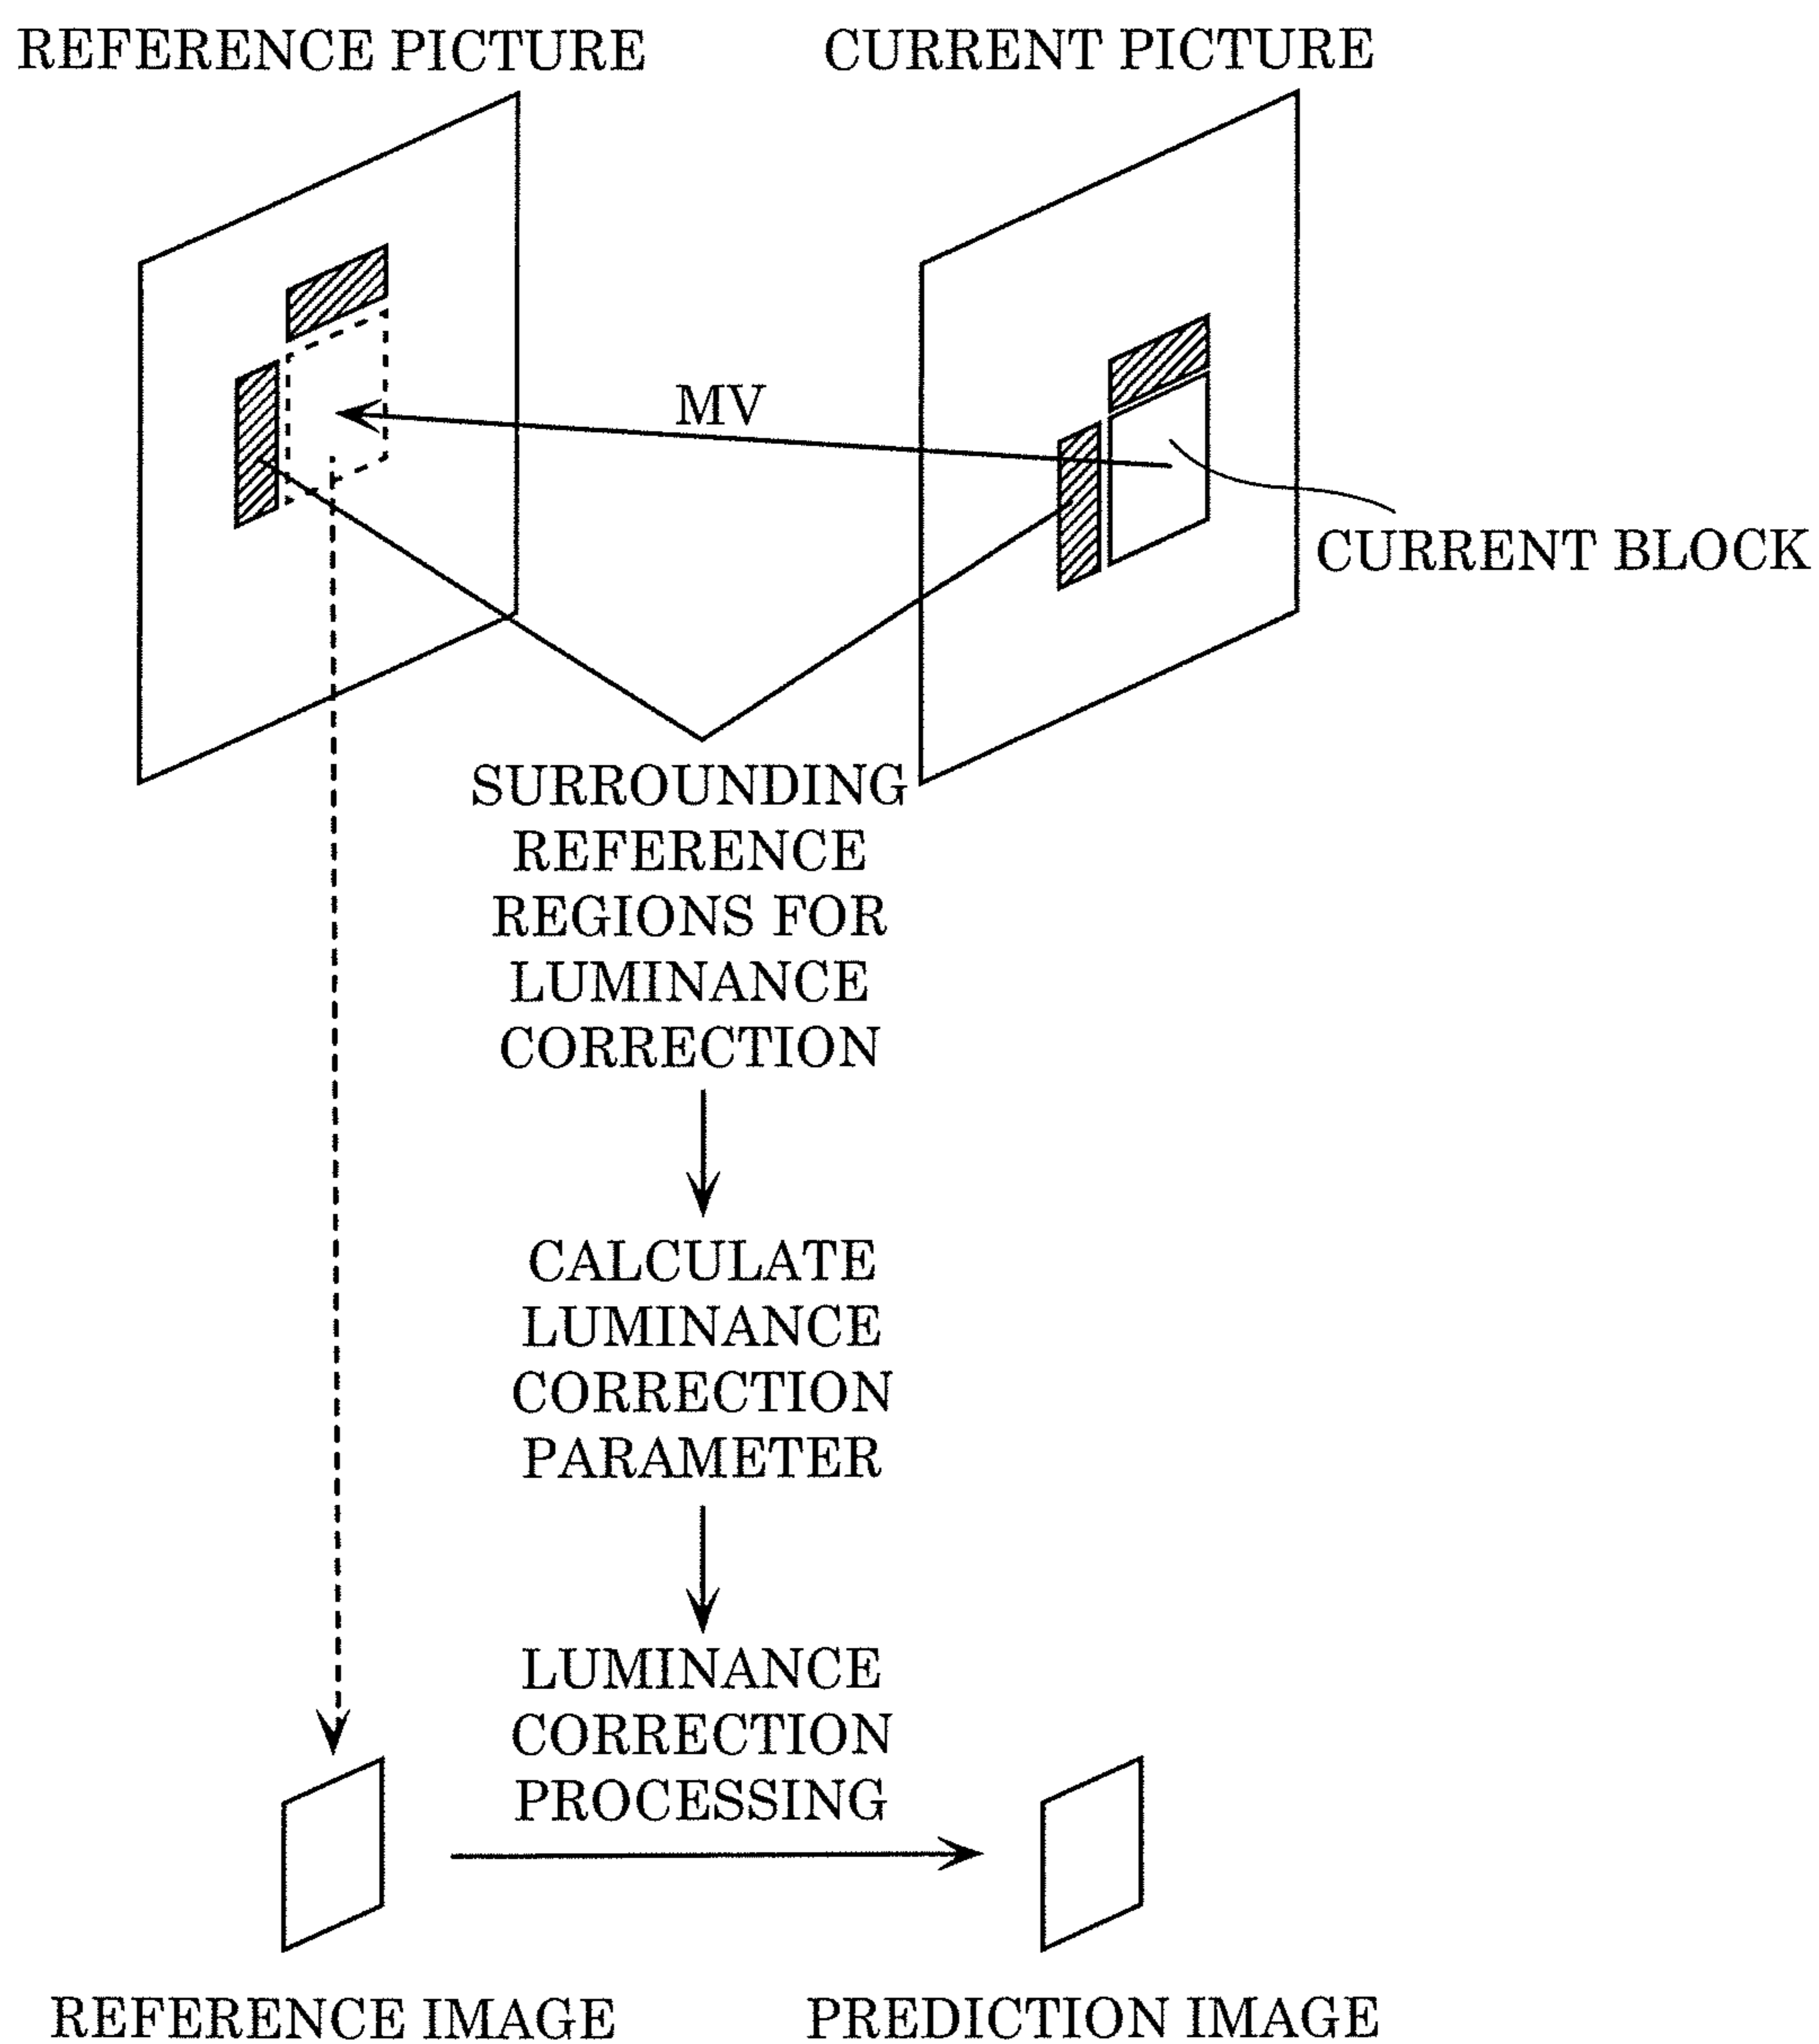 REFERENCE PICTURE
CURRENT PICTURE
MV
CURRENT BLOCK
SURROUNDING
REFERENCE
REGIONS FOR
LUMINANCE
CORRECTION
CALCULATE
LUMINANCE
CORRECTION
PARAMETER
LUMINANCE
CORRECTION
PROCESSING
REFERENCE IMAGE
PREDICTION IMAGE